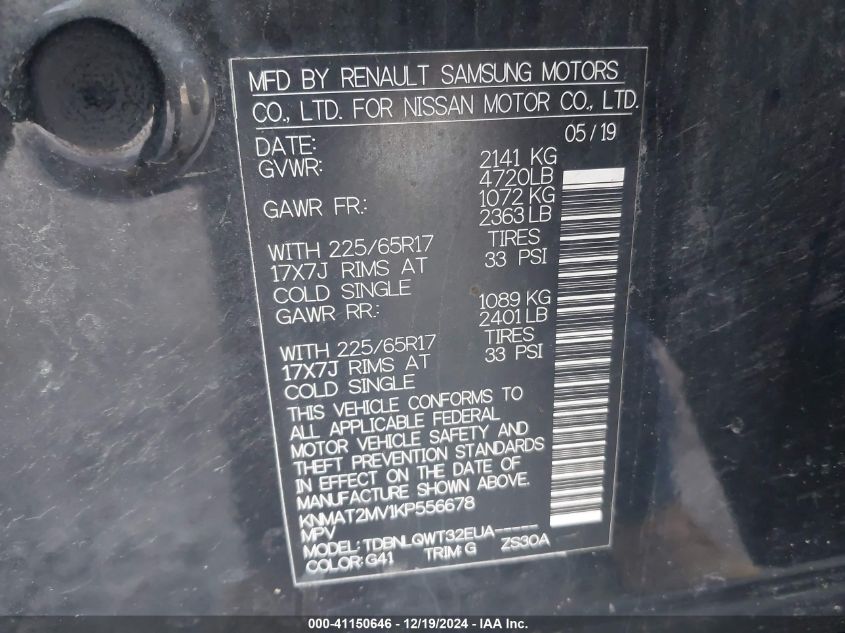 MFD BY RENAULT SAMSUNG MOTORS
CO., LTD. FOR NISSAN MOTOR CO., LTD.
DATE: 05/19
GVWR: 2141 KG
4720LB
GAWR FR.: 1072 KG
2363 LB
WITH 225/65R17 TIRES
17X7J RIMS AT 33 PSI
COLD SINGLE
GAWR RR.: 1089 KG
2401 LB
WITH 225/65R17 TIRES
17X7J RIMS AT 33 PSI
COLD SINGLE
THIS VEHICLE CONFORMS TO
ALL APPLICABLE FEDERAL
MOTOR VEHICLE SAFETY AND
THEFT PREVENTION STANDARDS
IN EFFECT ON THE DATE OF
MANUFACTURE SHOWN ABOVE.
KNMAT2MV1KP556678
MPV
MODEL: TDBNLQWT32EUA-----
COLOR: G41 TRIM: G ZS30A
000-41150646 - 12/19/2024 - IAA Inc.